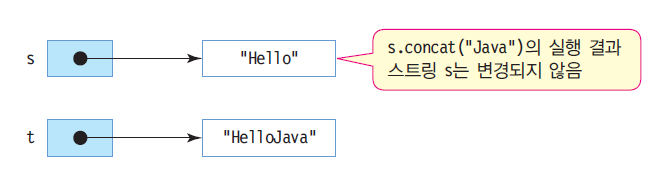 s
"Hello"
s.concat("Java")의 실행 결과
스트링 s는 변경되지 않음
t
"HelloJava"